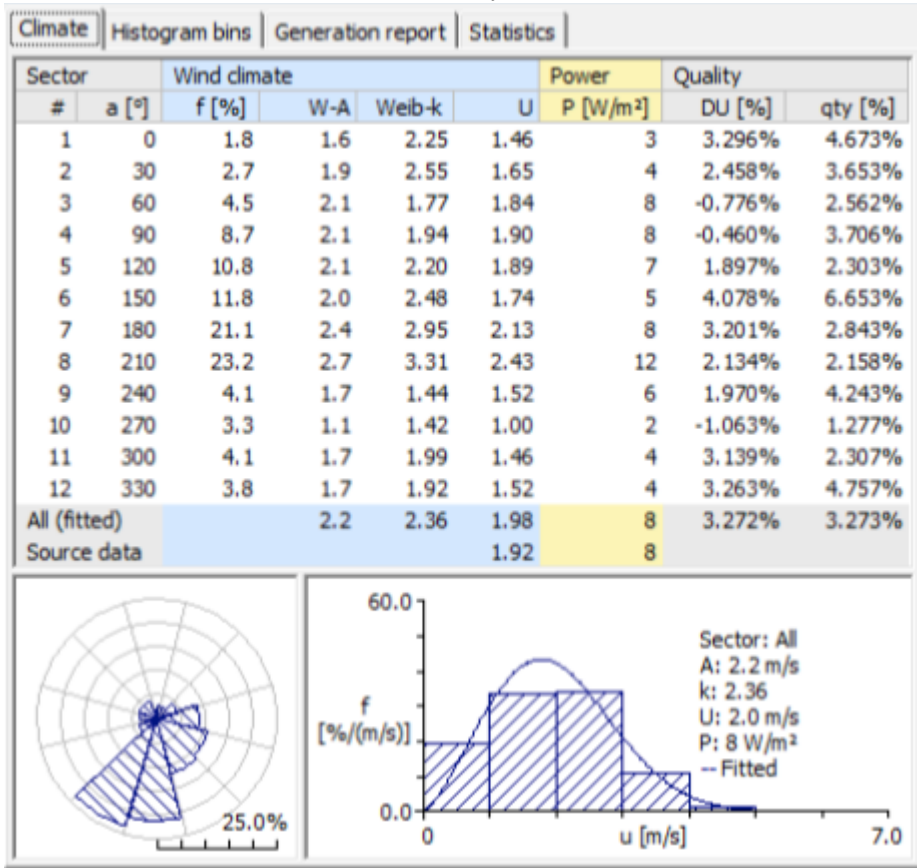 Climate Histogram bins Generation report Statistics
Sector Wind climate Power Quality
# a [°] f [%] W-A Weib-k U P [W/m²] DU [%] qty [%]
1 0 1.8 1.6 2.25 1.46 3 3.296% 4.673%
2 30 2.7 1.9 2.55 1.65 4 2.458% 3.653%
3 60 4.5 2.1 1.77 1.84 8 -0.776% 2.562%
4 90 8.7 2.1 1.94 1.90 8 -0.460% 3.706%
5 120 10.8 2.1 2.20 1.89 7 1.897% 2.303%
6 150 11.8 2.0 2.48 1.74 5 4.078% 6.653%
7 180 21.1 2.4 2.95 2.13 8 3.201% 2.843%
8 210 23.2 2.7 3.31 2.43 12 2.134% 2.158%
9 240 4.1 1.7 1.44 1.52 6 1.970% 4.243%
10 270 3.3 1.1 1.42 1.00 2 -1.063% 1.277%
11 300 4.1 1.7 1.99 1.46 4 3.139% 2.307%
12 330 3.8 1.7 1.92 1.52 4 3.263% 4.757%
All (fitted) 2.2 2.36 1.98 8 3.272% 3.273%
Source data 1.92 8
25.0%
60.0
f
[%/(m/s)]
0.0
0 u [m/s] 7.0
Sector: All
A: 2.2 m/s
k: 2.36
U: 2.0 m/s
P: 8 W/m²
-- Fitted